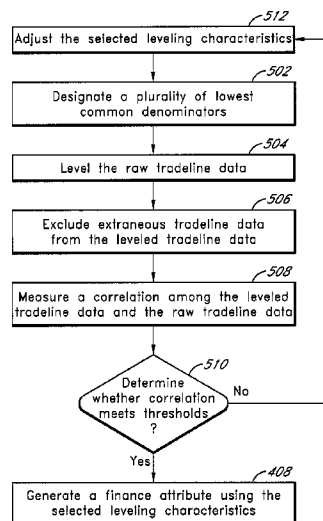 512
Adjust the selected leveling characteristics
502
Designate a plurality of lowest
common denominators
504
Level the raw tradeline data
506
Exclude extraneous tradeline data
from the leveled tradeline data
508
Measure a correlation among the leveled
tradeline data and the raw tradeline data
510
Determine
whether correlation
meets thresholds
?
No
Yes
408
Generate a finance attribute using the
selected leveling characteristics